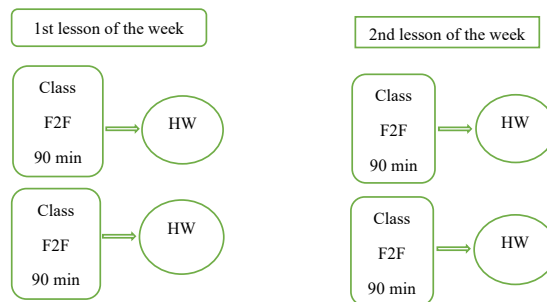 1st lesson of the week
2nd lesson of the week
Class
F2F
90 min
HW
Class
F2F
90 min
HW
Class
F2F
90 min
HW
Class
F2F
90 min
HW